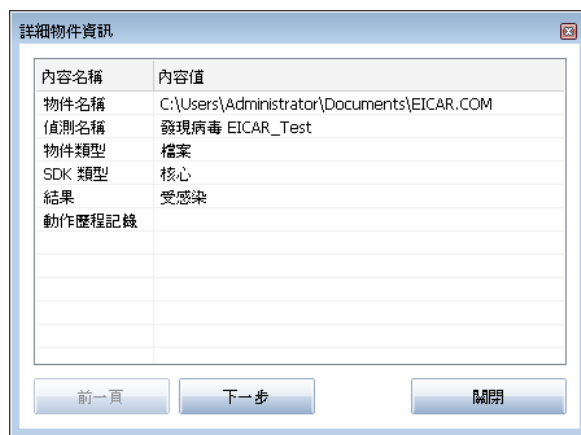 詳細物件資訊
內容名稱 內容值
物件名稱 C:\Users\Administrator\Documents\EICAR.COM
偵測名稱 發現病毒 EICAR_Test
物件類型 檔案
SDK 類型 核心
結果 受感染
動作歷程記錄
前一頁 下一步 關閉